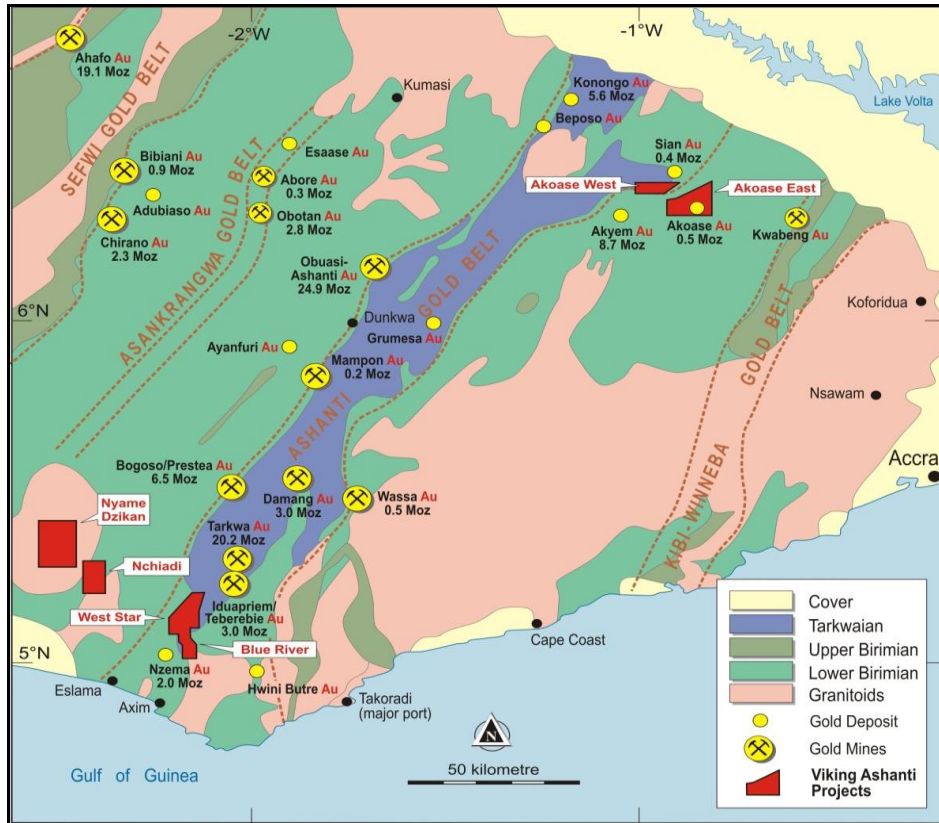 -2°W
-1°W
Ahafo Au
19.1 Moz
SEFWI GOLD BELT
Kumasi
Konongo Au
5.6 Moz
Beposo Au
Lake Volta
Bibiani Au
0.9 Moz
Adubiaso Au
Chirano Au
2.3 Moz
Esaase Au
Abore Au
0.3 Moz
Obotan Au
2.8 Moz
ASANKRANGWA GOLD BELT
Sian Au
0.4 Moz
Akoase West
Akoase East
Akyem Au
8.7 Moz
Akoase Au
0.5 Moz
Kwabeng Au
Obuasi-
Ashanti Au
24.9 Moz
6°N
Dunkwa
Grumesa Au
Koforidua
Ayanfuri Au
Mampon Au
0.2 Moz
ASHANTI GOLD BELT
Nsawam
Accra
Bogoso/Prestea Au
6.5 Moz
Damang Au
3.0 Moz
Wassa Au
0.5 Moz
KIBI-WINNEBA GOLD BELT
Nyame
Dzikan
Nchiadi
Tarkwa Au
20.2 Moz
Iduapriem/
Teberebie Au
3.0 Moz
West Star
Blue River
5°N
Nzema Au
2.0 Moz
Hwini Butre Au
Eslama
Axim
Takoradi
(major port)
Cape Coast
Gulf of Guinea
N
50 kilometre
Cover
Tarkwaian
Upper Birimian
Lower Birimian
Granitoids
Gold Deposit
Gold Mines
Viking Ashanti
Projects